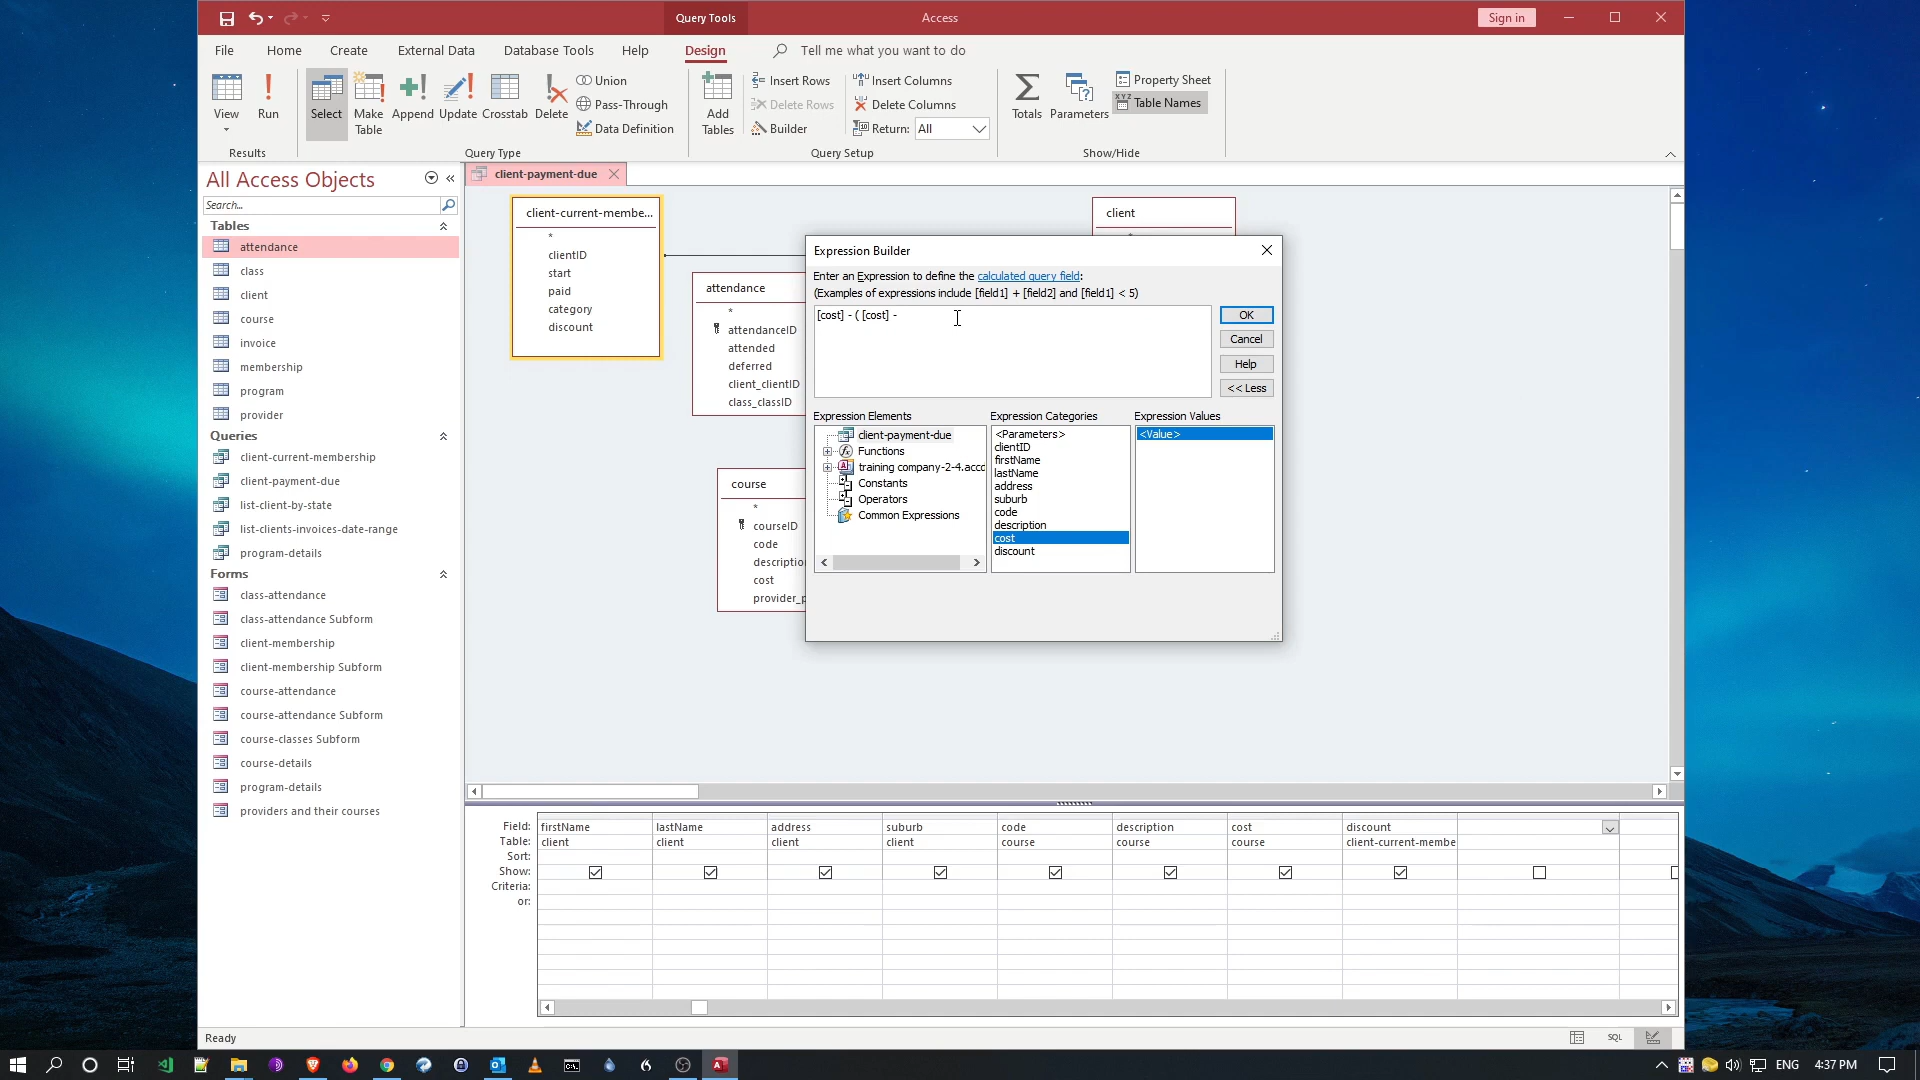 Query Tools
Access
Sign in
File
Home
Create
External Data
Database Tools
Help
Design
Tell me what you want to do
View
Run
Select
Make Table
Append
Update
Crosstab
Delete
Union
Pass-Through
Data Definition
Add Tables
Insert Rows
Delete Rows
Builder
Insert Columns
Delete Columns
Return: All
Totals
Parameters
Property Sheet
Table Names
Results
Query Type
Query Setup
Show/Hide
All Access Objects
Search...
Tables
attendance
class
client
course
invoice
membership
program
provider
Queries
client-current-membership
client-payment-due
list-client-by-state
list-clients-invoices-date-range
program-details
Forms
class-attendance
class-attendance Subform
client-membership
client-membership Subform
course-attendance
course-attendance Subform
course-classes Subform
course-details
program-details
providers and their courses
client-payment-due
client-current-membe...
*
clientID
start
paid
category
discount
attendance
*
attendanceID
attended
deferred
client_clientID
class_classID
course
*
courseID
code
descriptio
cost
provider_p
client
Expression Builder
Enter an Expression to define the calculated query field:
(Examples of expressions include [field1] + [field2] and [field1] < 5)
[cost] - ( [cost] -
OK
Cancel
Help
<< Less
Expression Elements
client-payment-due
Functions
training company-2-4.accd
Constants
Operators
Common Expressions
Expression Categories
<Parameters>
clientID
firstName
lastName
address
suburb
code
description
cost
discount
Expression Values
<Value>
Field: firstName lastName address suburb code description cost discount
Table: client client client client course course course client-current-membe
Sort:
Show:
Criteria:
or:
Ready
SQL
ENG
4:37 PM